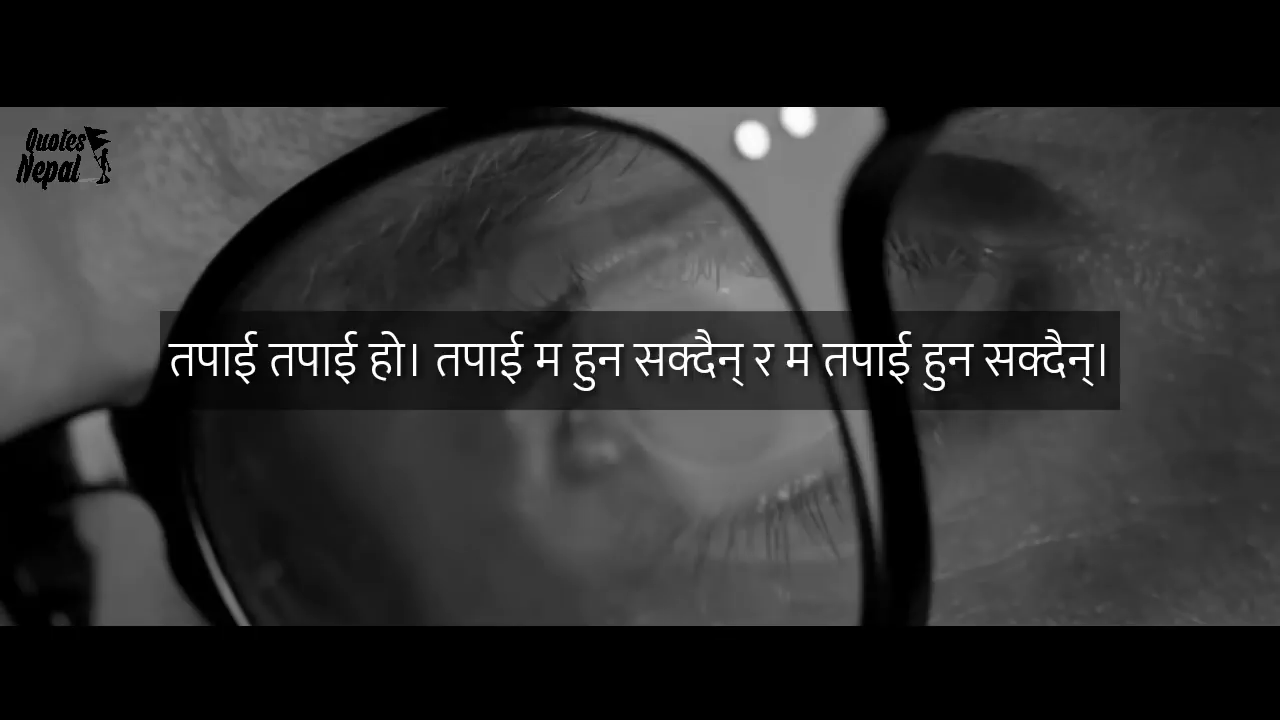 Quotes
Nepal
तपाई तपाई हो। तपाई म हुन सक्दैन् र म तपाई हुन सक्दैन्।